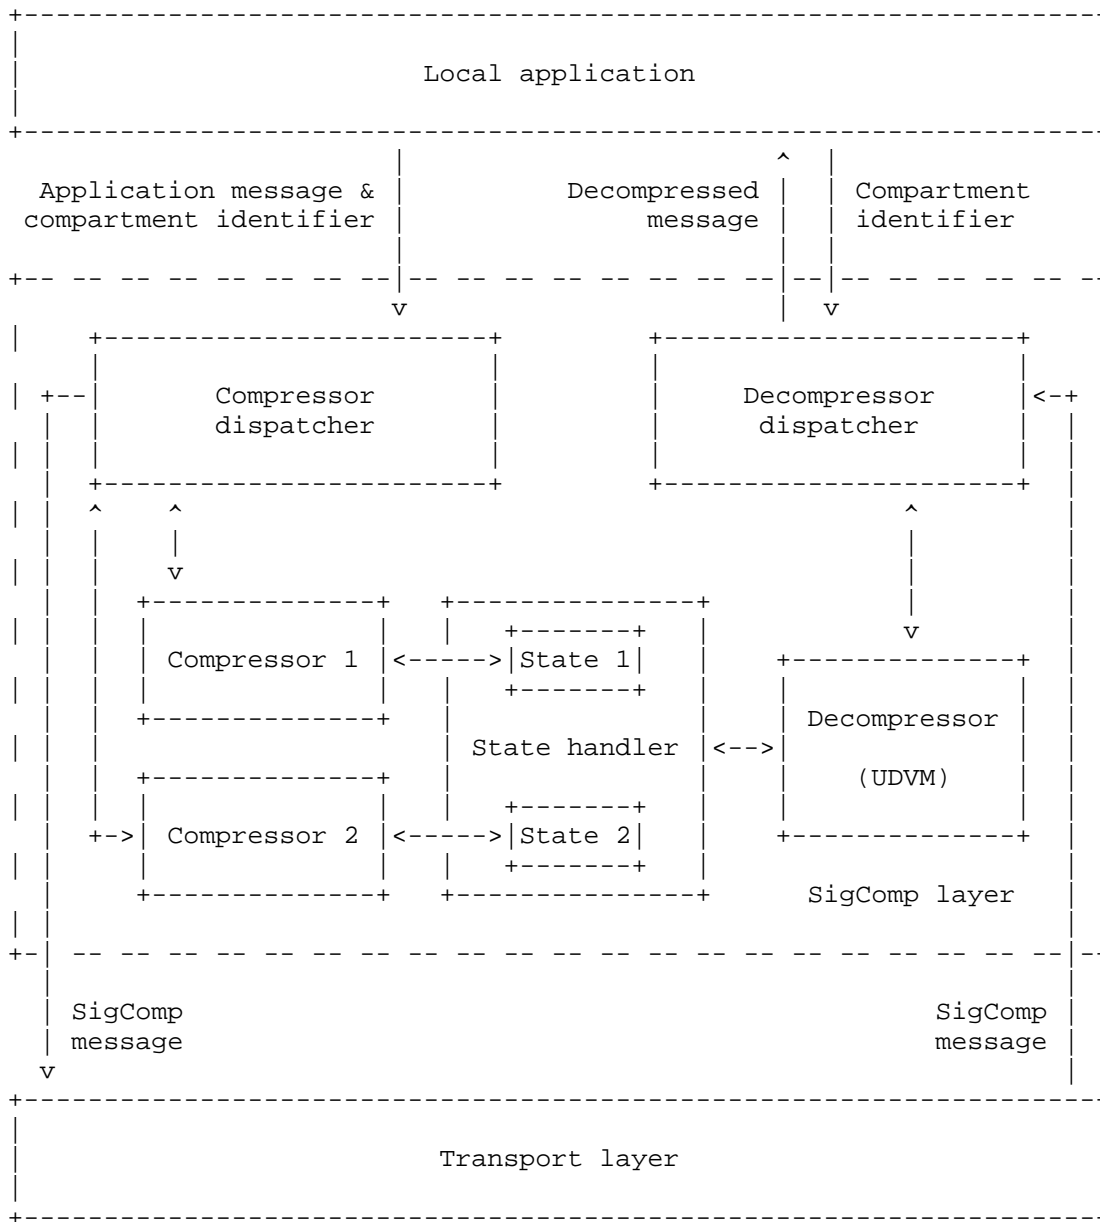 Local application
Application message &
compartment identifier
Decompressed
message
Compartment
identifier
Compressor
dispatcher
Decompressor
dispatcher
Compressor 1
State 1
State handler
Decompressor
(UDVM)
Compressor 2
State 2
SigComp layer
SigComp
message
SigComp
message
Transport layer